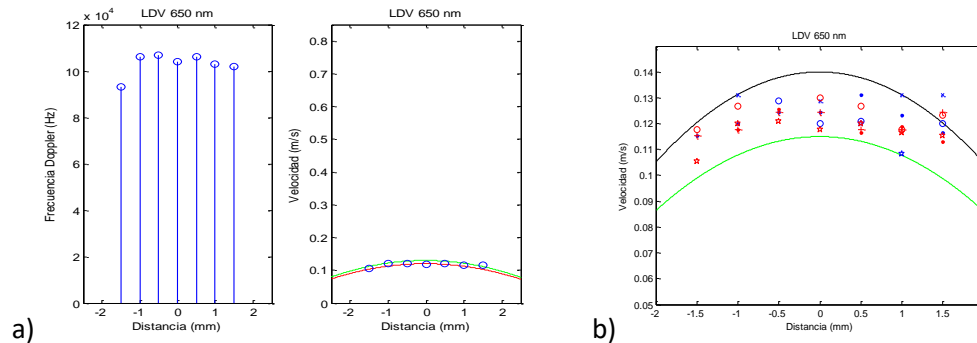 LDV 650 nm
x 10⁴
12
10
8
6
4
2
0
Frecuencia Doppler (Hz)
-2 -1 0 1 2
Distancia (mm)
LDV 650 nm
0.8
0.7
0.6
0.5
0.4
0.3
0.2
0.1
0
Velocidad (m/s)
-2 -1 0 1 2
Distancia (mm)
a)
LDV 650 nm
0.14
0.13
0.12
0.11
0.1
0.09
0.08
0.07
0.06
0.05
Velocidad (m/s)
-2 -1.5 -1 -0.5 0 0.5 1 1.5
Distancia (mm)
b)